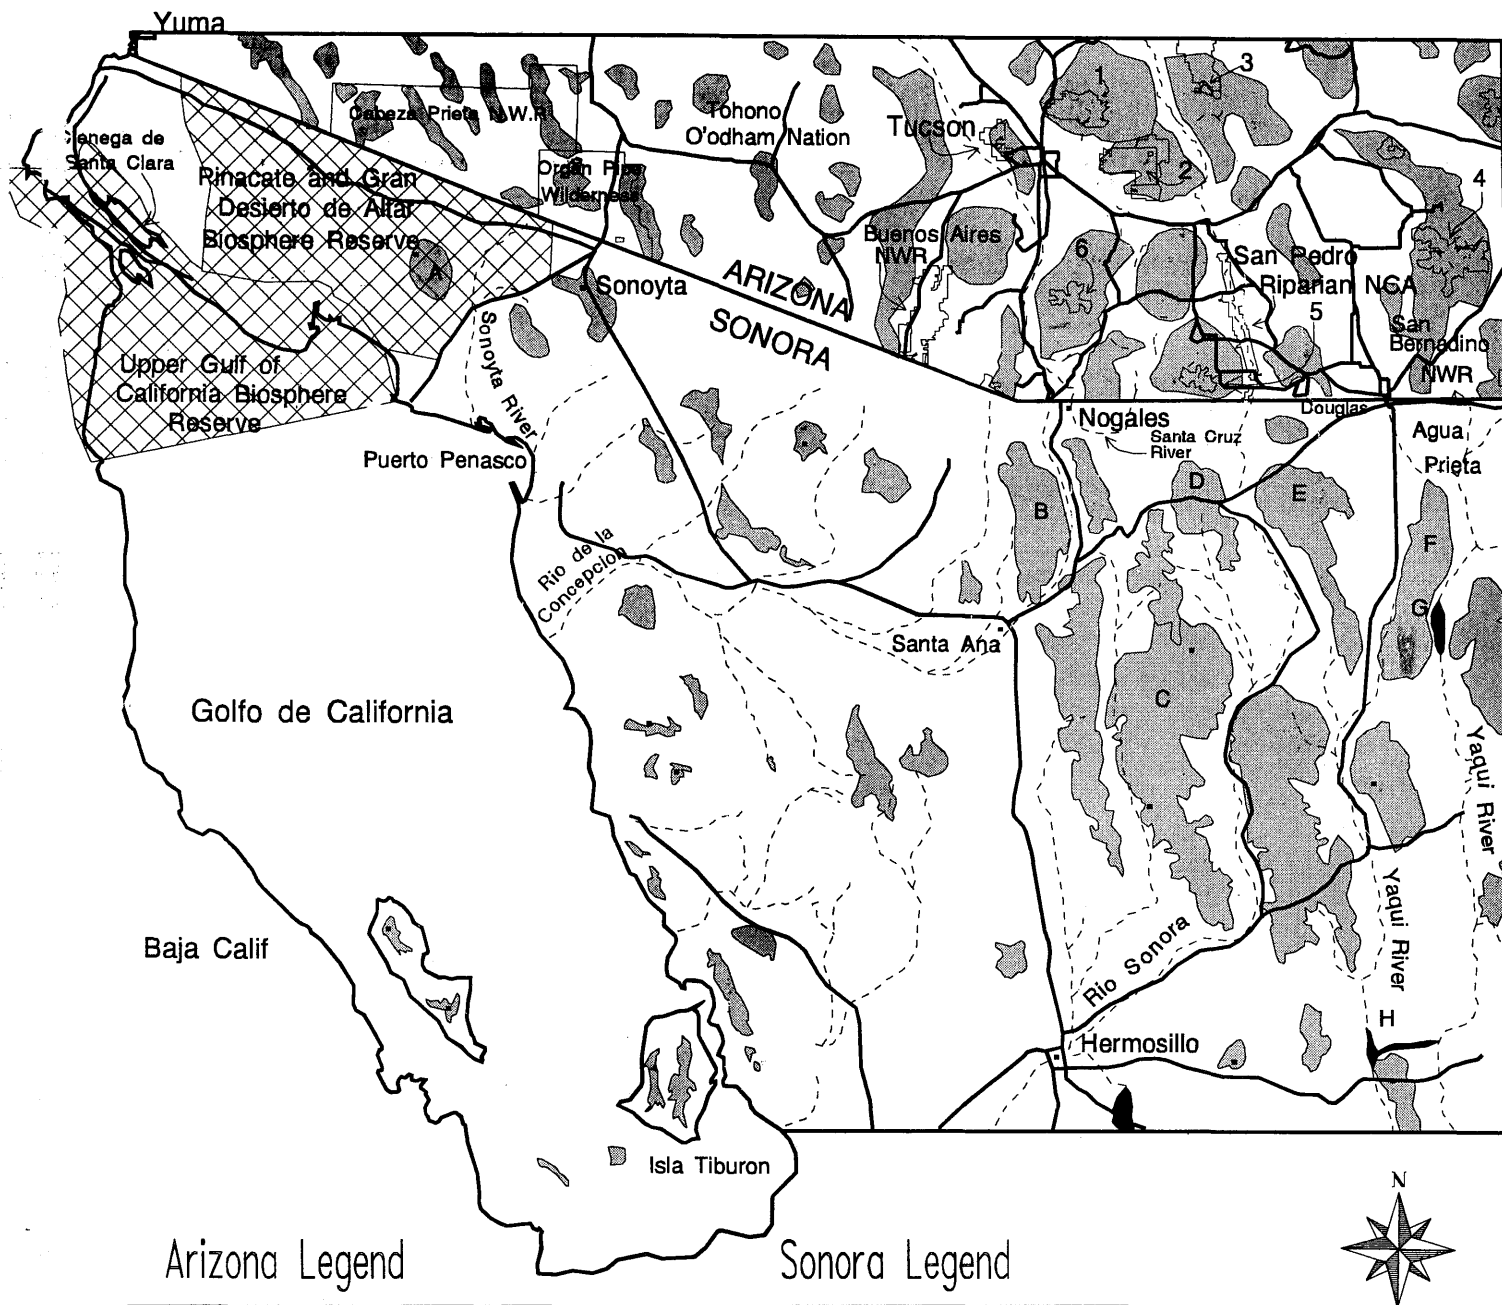 Yuma
Cabeza Prieta N.W.R
Tohono
O'odham Nation
Tucson
1
3
2
4
Cienega de
Santa Clara
Pinacate and Gran
Desierto de Altar
Biosphere Reserve
A
Organ Pipe
Wilderness
Buenos Aires
NWR
6
San Pedro
Riparian NCA
5
San
Bernadino
NWR
ARIZONA
SONORA
Sonoyta
Sonoyta River
Upper Gulf of
California Biosphere
Reserve
Puerto Penasco
Nogales
Douglas
Santa Cruz
River
Agua
Prieta
B
D
E
F
G
Rio de la
Concepcion
Santa Ana
C
Golfo de California
Yaqui River
Yaqui River
Baja Calif
Rio Sonora
H
Hermosillo
Isla Tiburon
N
Arizona Legend
Sonora Legend